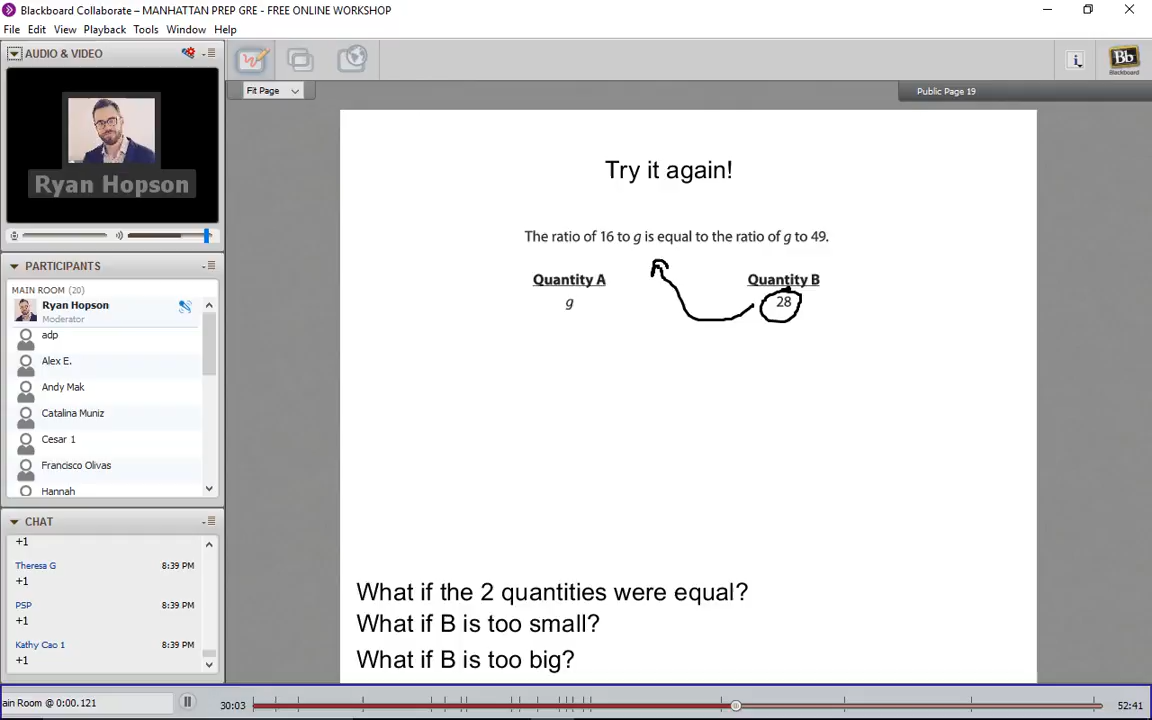 Blackboard Collaborate – MANHATTAN PREP GRE - FREE ONLINE WORKSHOP
File Edit View Playback Tools Window Help
AUDIO & VIDEO
Ryan Hopson
PARTICIPANTS
MAIN ROOM (20)
Ryan Hopson
Moderator
adp
Alex E.
Andy Mak
Catalina Muniz
Cesar 1
Francisco Olivas
Hannah
CHAT
+1
Theresa G 8:39 PM
+1
PSP 8:39 PM
+1
Kathy Cao 1 8:39 PM
+1
Fit Page
Public Page 19
Bb
Blackboard
Try it again!
The ratio of 16 to g is equal to the ratio of g to 49.
Quantity A Quantity B
g 28
What if the 2 quantities were equal?
What if B is too small?
What if B is too big?
ain Room @ 0:00.121 30:03 52:41